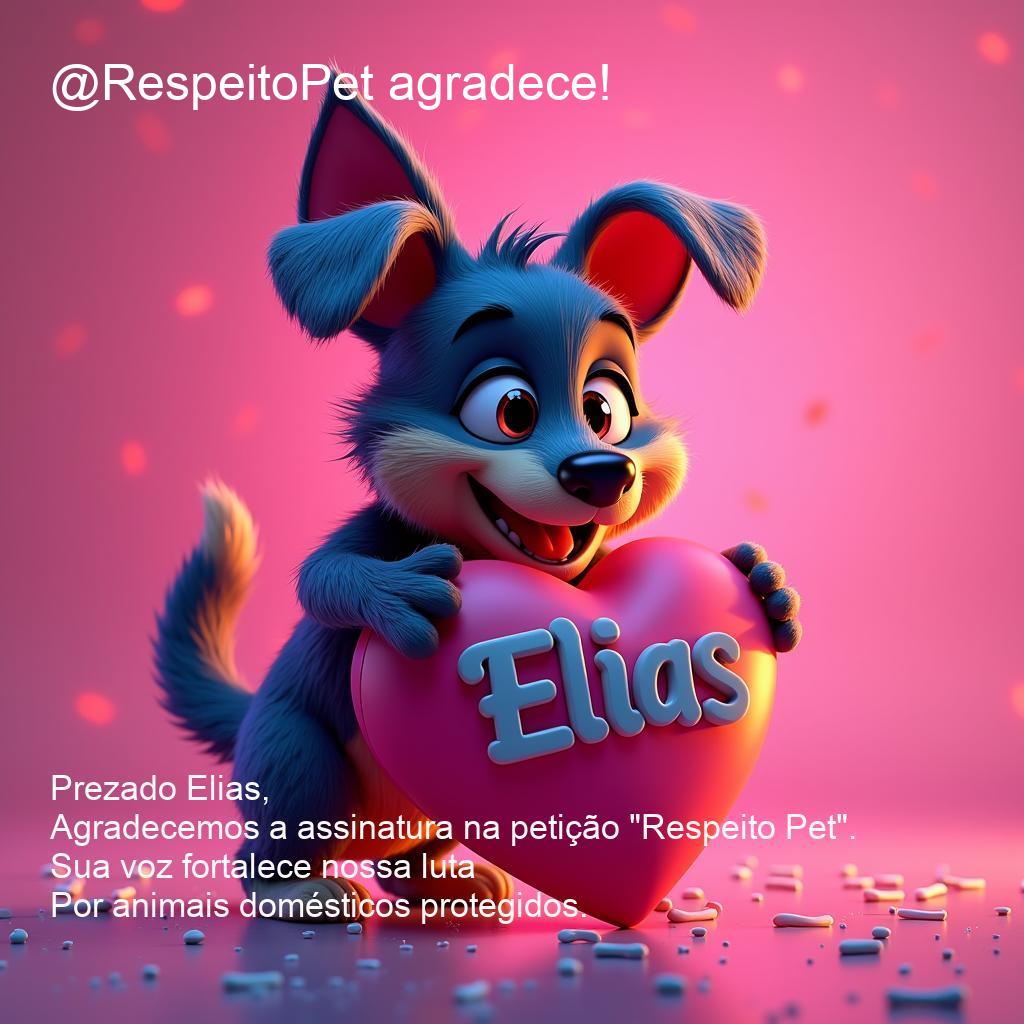 @RespeitoPet agradece!
Elias
Prezado Elias,
Agradecemos a assinatura na petição "Respeito Pet".
Sua voz fortalece nossa luta
Por animais domésticos protegidos.